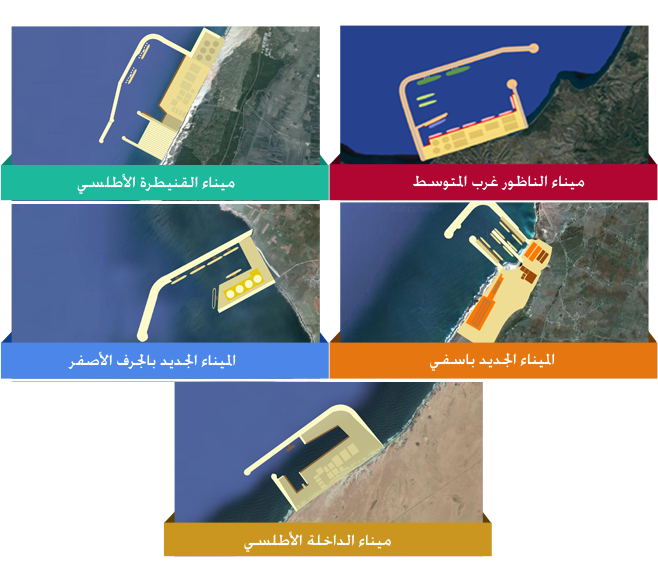 ميناء الناظور غرب المتوسط
ميناء القنيطرة الأطلسي
الميناء الجديد باسفي
الميناء الجديد بالجرف الأصفر
ميناء الداخلة الأطلسي